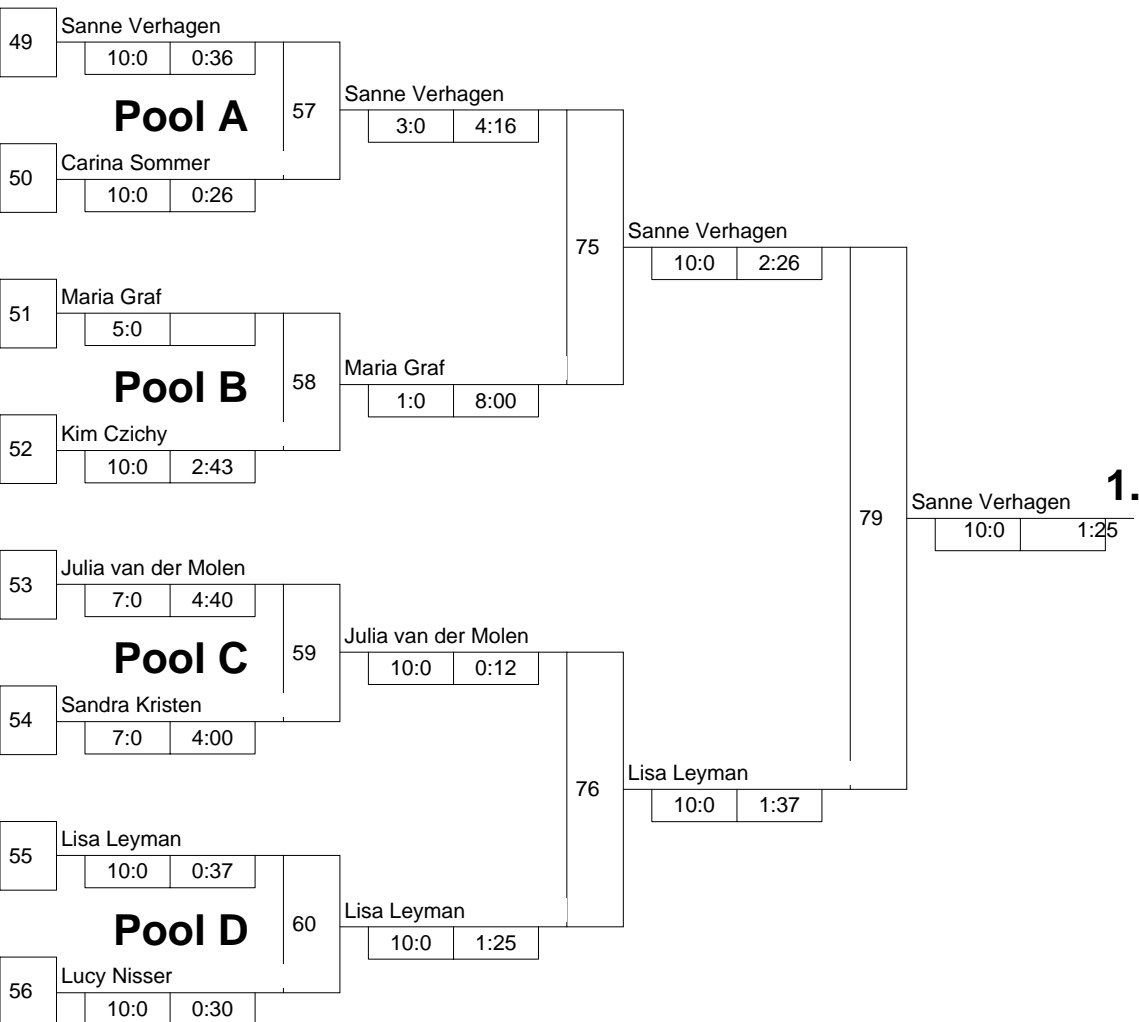 49
Sanne Verhagen
10:0 0:36
Pool A
57
Sanne Verhagen
3:0 4:16
50
Carina Sommer
10:0 0:26
75
Sanne Verhagen
10:0 2:26
51
Maria Graf
5:0
Pool B
58
Maria Graf
1:0 8:00
52
Kim Czichy
10:0 2:43
79
Sanne Verhagen 1.
10:0 1:25
53
Julia van der Molen
7:0 4:40
Pool C
59
Julia van der Molen
10:0 0:12
54
Sandra Kristen
7:0 4:00
76
Lisa Leyman
10:0 1:37
55
Lisa Leyman
10:0 0:37
Pool D
60
Lisa Leyman
10:0 1:25
56
Lucy Nisser
10:0 0:30